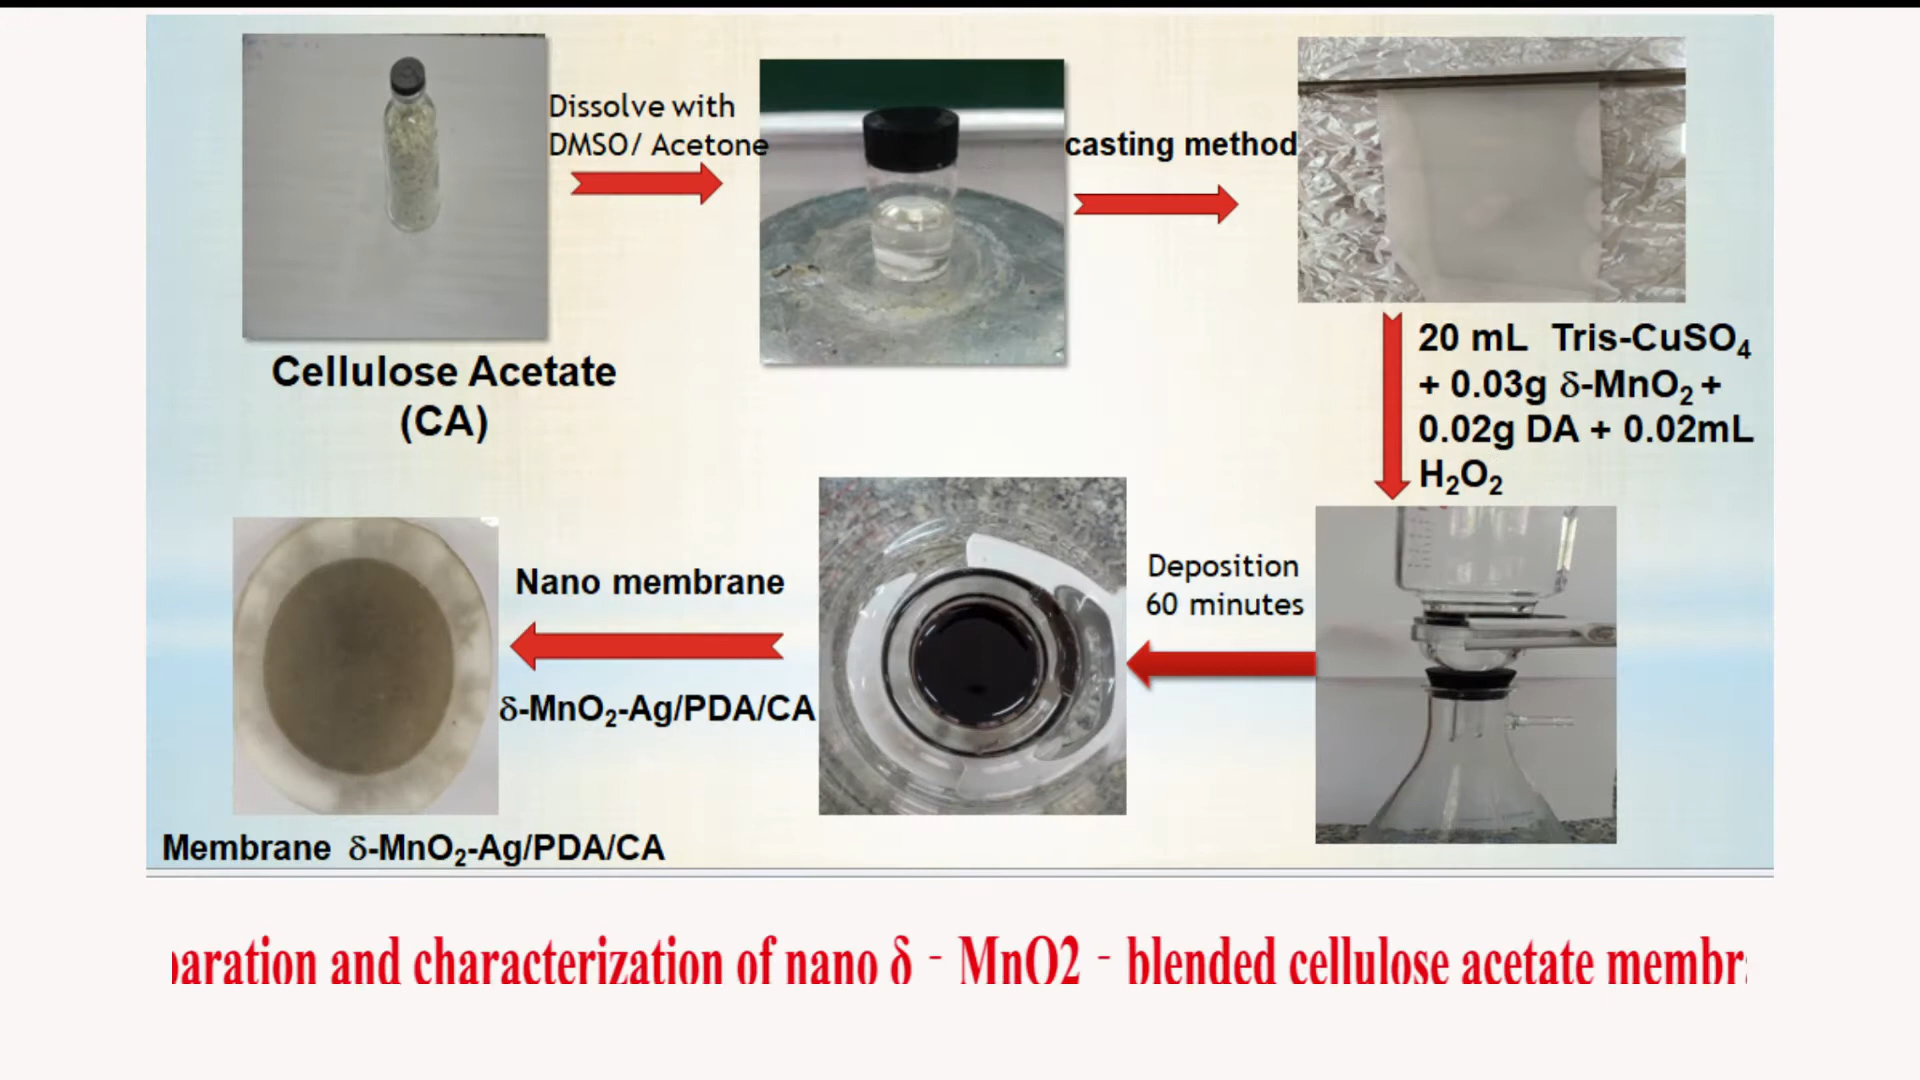 Dissolve with
DMSO/ Acetone
casting method
Cellulose Acetate
(CA)
20 mL Tris-CuSO₄
+ 0.03g δ-MnO₂ +
0.02g DA + 0.02mL
H₂O₂
Deposition
60 minutes
Nano membrane
δ-MnO₂-Ag/PDA/CA
Membrane δ-MnO₂-Ag/PDA/CA
paration and characterization of nano δ - MnO2 - blended cellulose acetate membr